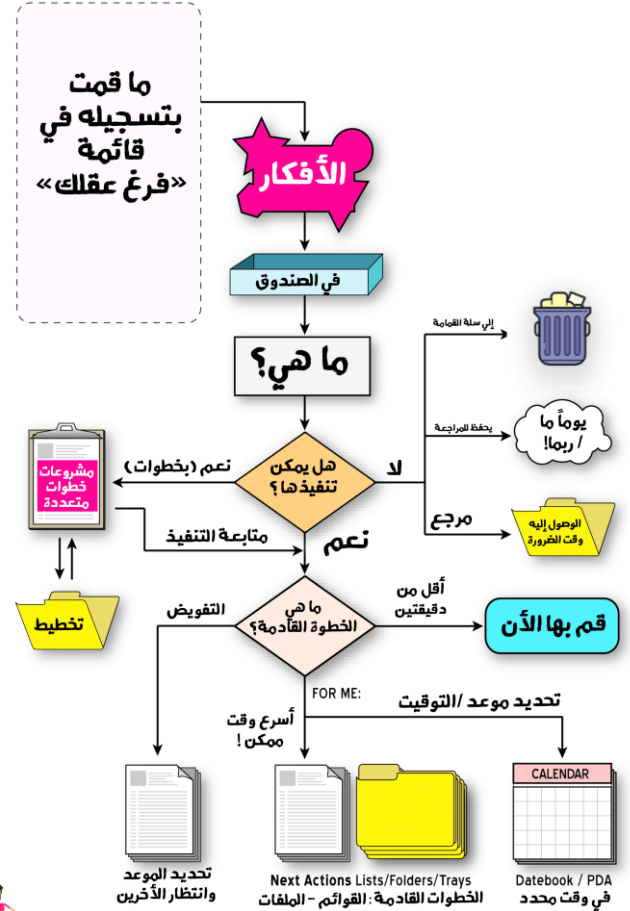 ما قمت
بتسجيله في
قائمة
«فرغ عقلك»
الأفكار
في الصندوق
ما هي؟
إلي سلة القمامة
يوماً ما
/ ربما!
يحفظ للمراجعة
هل يمكن
تنفيذها؟
لا
نعم (بخطوات)
مشروعات
خطوات
متعددة
مرجع
الوصول إليه
وقت الضرورة
متابعة التنفيذ
نعم
تخطيط
ما هي
الخطوة القادمة؟
التفويض
أقل من
دقيقتين
قم بها الأن
FOR ME:
أسرع وقت
ممكن!
تحديد موعد /التوقيت
CALENDAR
تحديد الموعد
وانتظار الأخرين
Next Actions Lists/Folders/Trays
الخطوات القادمة: القوائم - الملفات
Datebook / PDA
في وقت محدد